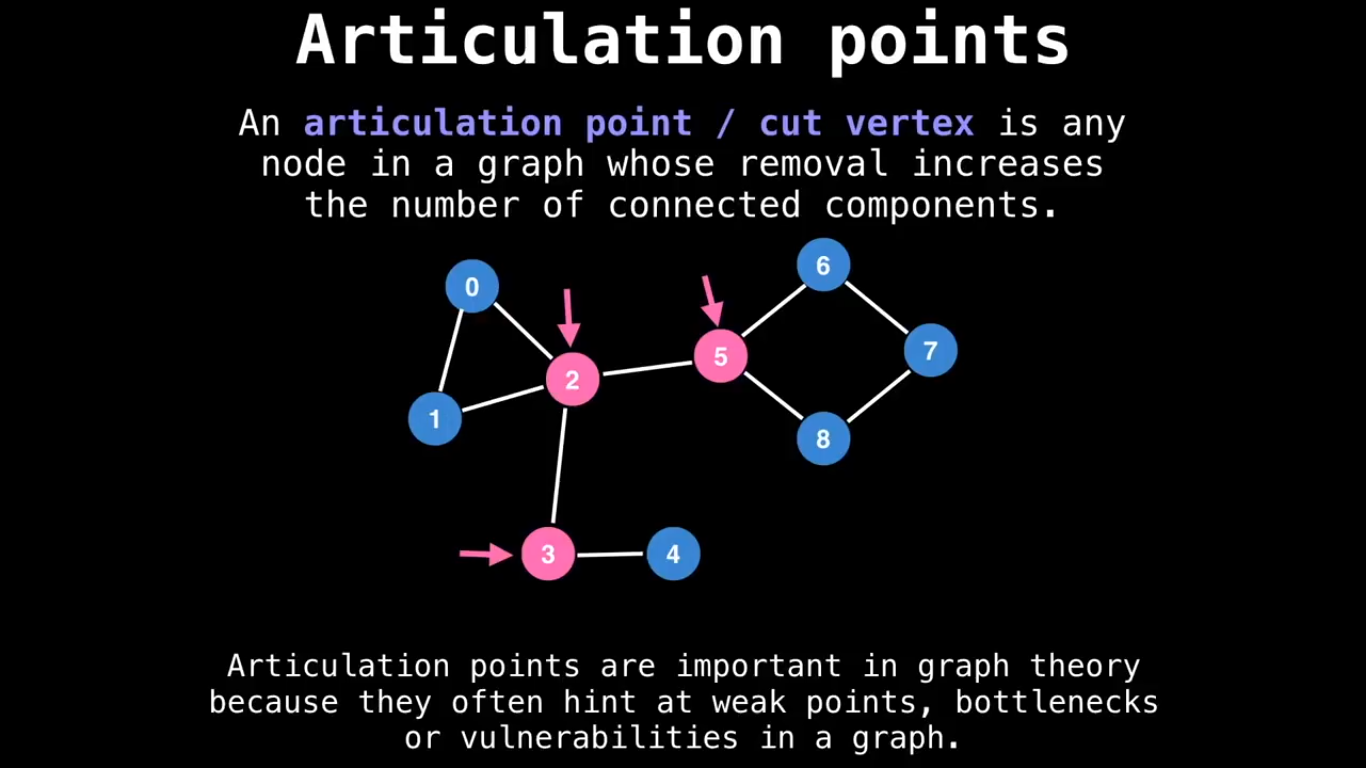 Articulation points
An articulation point / cut vertex is any
node in a graph whose removal increases
the number of connected components.
0
6
5
7
2
1
8
3
4
Articulation points are important in graph theory
because they often hint at weak points, bottlenecks
or vulnerabilities in a graph.